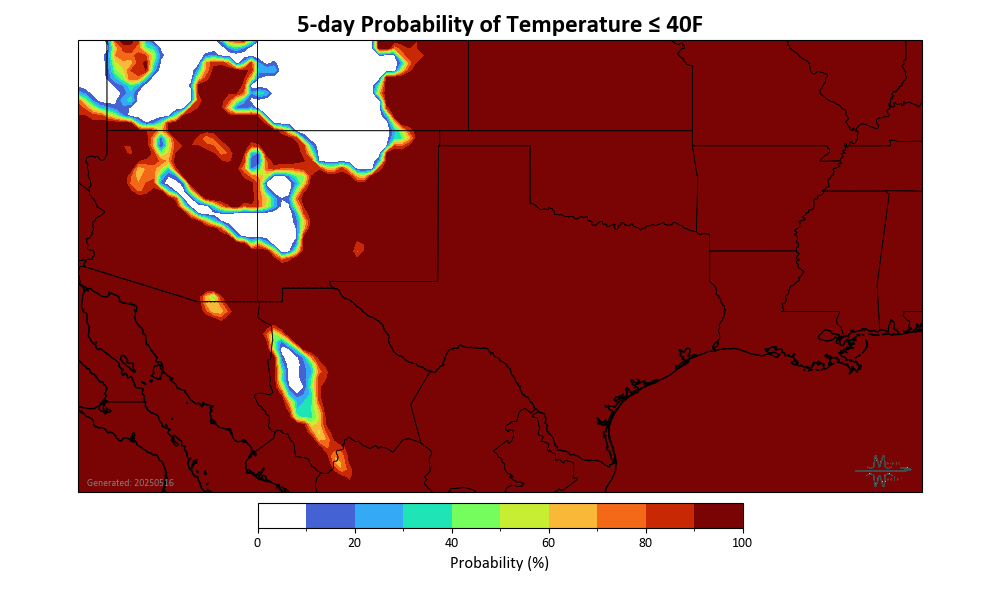 5-day Probability of Temperature ≤ 40F
Generated: 20250516
0 20 40 60 80 100
Probability (%)